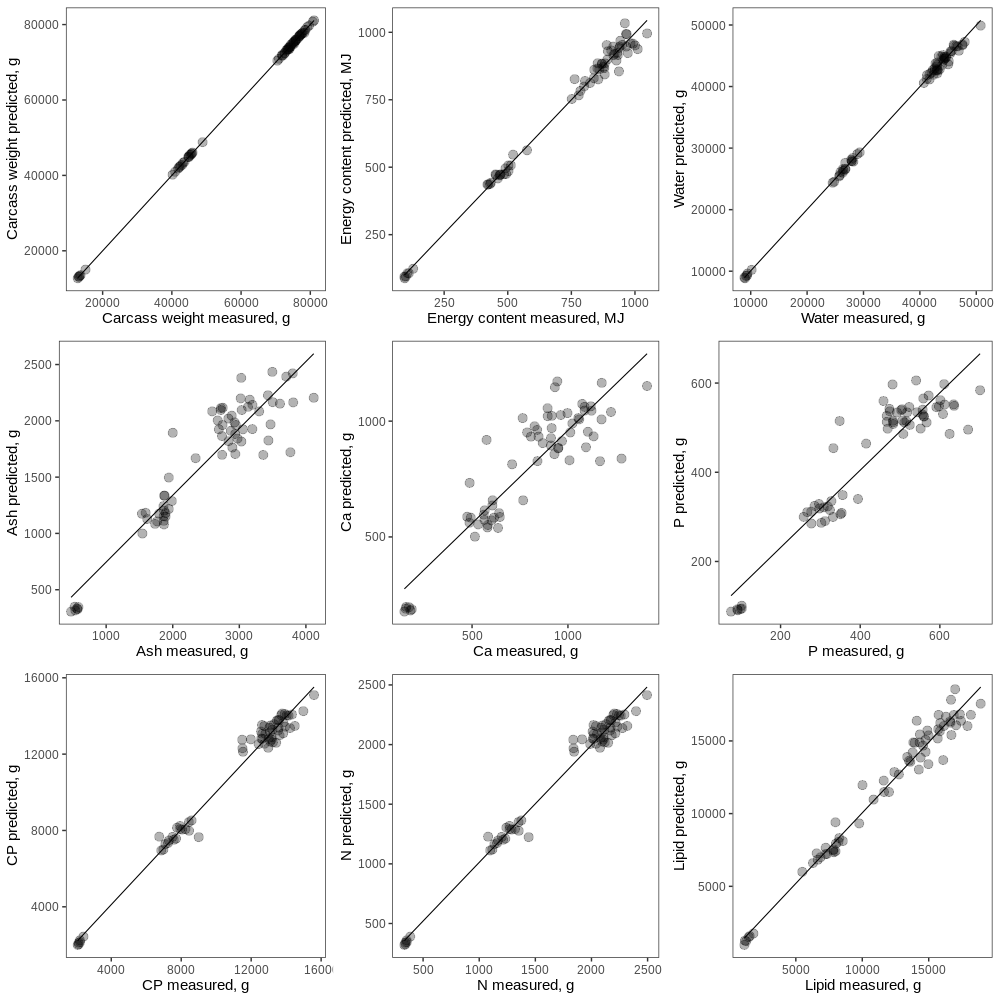 80000
60000
40000
20000
Carcass weight predicted, g
20000 40000 60000 80000
Carcass weight measured, g
1000
750
500
250
Energy content predicted, MJ
250 500 750 1000
Energy content measured, MJ
50000
40000
30000
20000
10000
Water predicted, g
10000 20000 30000 40000 50000
Water measured, g
2500
2000
1500
1000
500
Ash predicted, g
1000 2000 3000 4000
Ash measured, g
1000
500
Ca predicted, g
500 1000
Ca measured, g
600
400
200
P predicted, g
200 400 600
P measured, g
16000
12000
8000
4000
CP predicted, g
4000 8000 12000 1600
CP measured, g
2500
2000
1500
1000
500
N predicted, g
500 1000 1500 2000 2500
N measured, g
15000
10000
5000
Lipid predicted, g
5000 10000 15000
Lipid measured, g